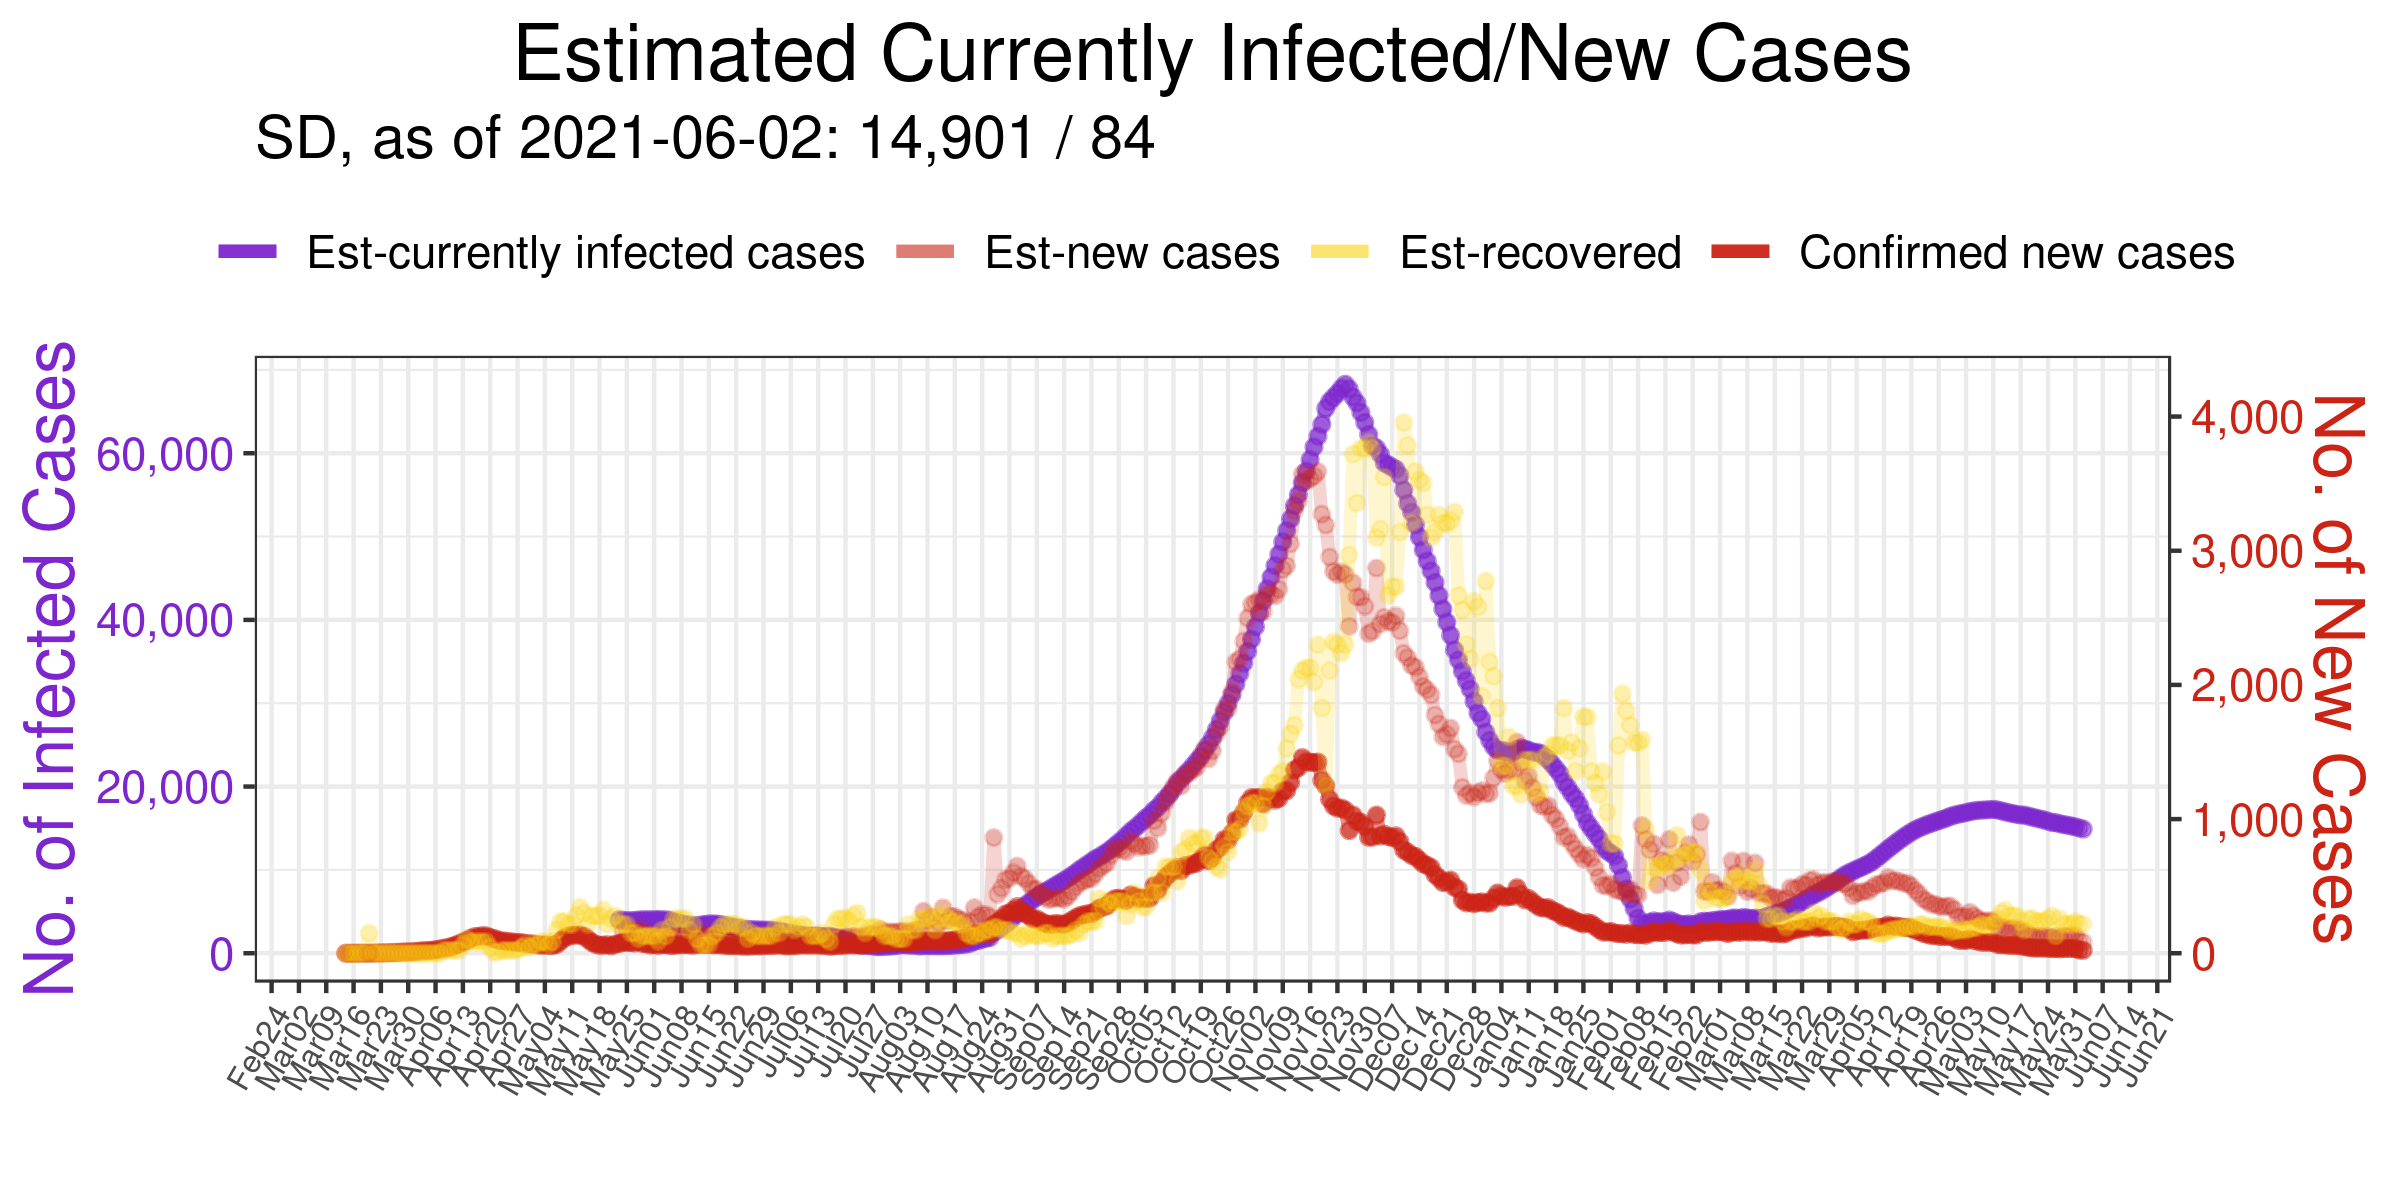 Estimated Currently Infected/New Cases
SD, as of 2021-06-02: 14,901 / 84
Est-currently infected cases Est-new cases Est-recovered Confirmed new cases
No. of Infected Cases
60,000
40,000
20,000
0
4,000
3,000
2,000
1,000
0
No. of New Cases
Feb24 Mar02 Mar09 Mar16 Mar23 Mar30 Apr06 Apr13 Apr20 Apr27 May04 May11 May18 May25 Jun01 Jun08 Jun15 Jun22 Jun29 Jul06 Jul13 Jul20 Jul27 Aug03 Aug10 Aug17 Aug24 Aug31 Sep07 Sep14 Sep21 Sep28 Oct05 Oct12 Oct19 Oct26 Nov02 Nov09 Nov16 Nov23 Nov30 Dec07 Dec14 Dec21 Dec28 Jan04 Jan11 Jan18 Jan25 Feb01 Feb08 Feb15 Feb22 Mar01 Mar08 Mar15 Mar22 Mar29 Apr05 Apr12 Apr19 Apr26 May03 May10 May17 May24 May31 Jun07 Jun14 Jun21